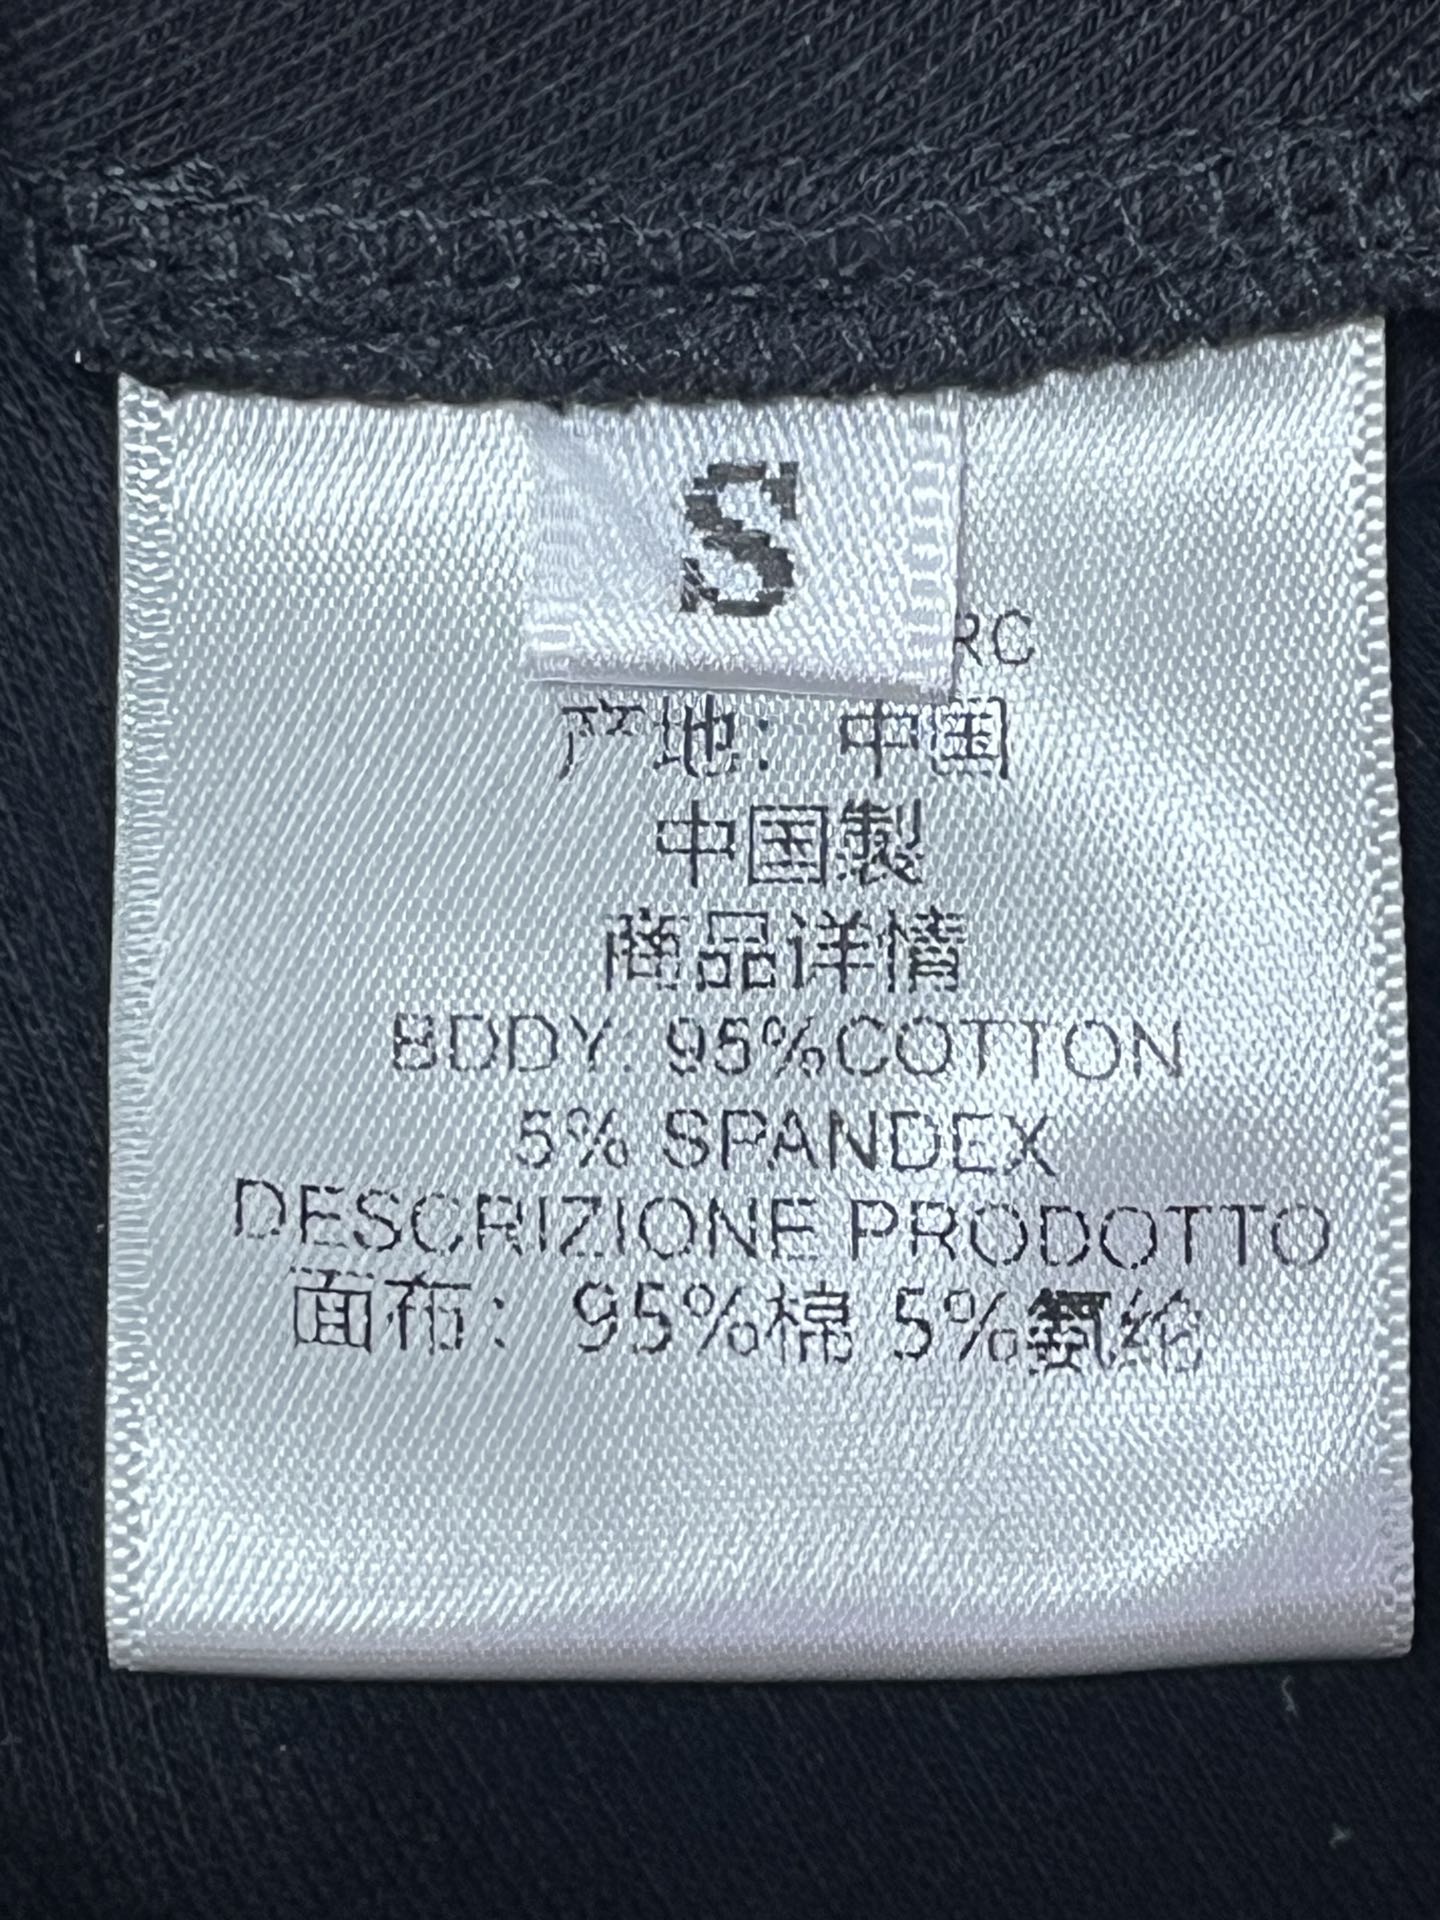 S
RC
产地：中国
中国製
商品详情
BODY. 95%COTTON
5% SPANDEX
DESCRIZIONE PRODOTTO
面布：95%棉 5%氨纶